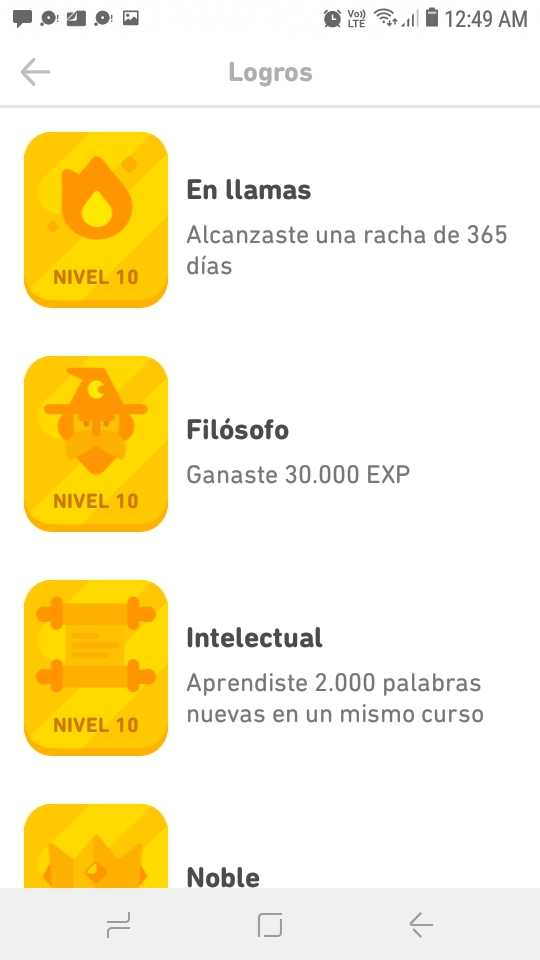 Vo))
LTE
12:49 AM
Logros
En llamas
Alcanzaste una racha de 365
días
NIVEL 10
Filósofo
Ganaste 30.000 EXP
NIVEL 10
Intelectual
Aprendiste 2.000 palabras
nuevas en un mismo curso
NIVEL 10
Noble